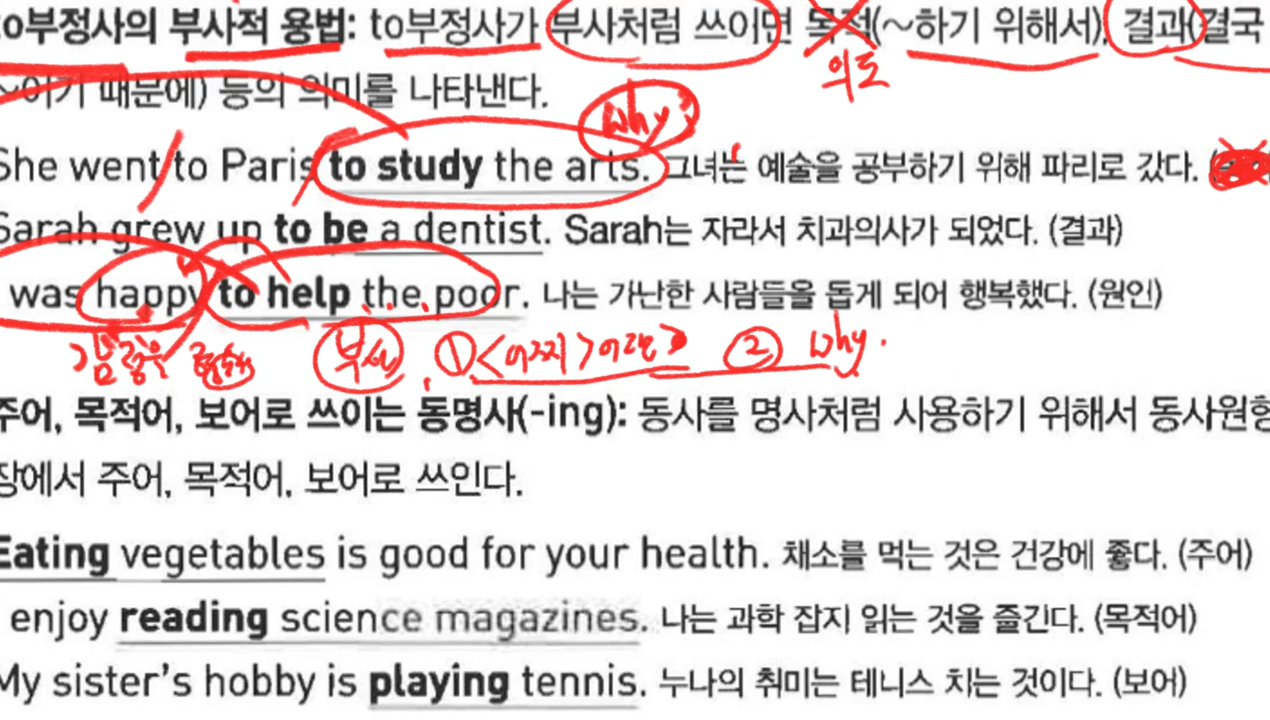 to부정사의 부사적 용법: to부정사가 부사처럼 쓰이면 목적(~하기 위해서), 결과(결국
의도
~이기 때문에) 등의 의미를 나타낸다.
why?
She went to Paris to study the arts. 그녀는 예술을 공부하기 위해 파리로 갔다.
Sarah grew up to be a dentist. Sarah는 자라서 치과의사가 되었다. (결과)
was happy to help the poor. 나는 가난한 사람들을 돕게 되어 행복했다. (원인)
부사 ① ② why.
주어, 목적어, 보어로 쓰이는 동명사(-ing): 동사를 명사처럼 사용하기 위해서 동사원형
장에서 주어, 목적어, 보어로 쓰인다.
Eating vegetables is good for your health. 채소를 먹는 것은 건강에 좋다. (주어)
enjoy reading science magazines. 나는 과학 잡지 읽는 것을 즐긴다. (목적어)
My sister's hobby is playing tennis. 누나의 취미는 테니스 치는 것이다. (보어)